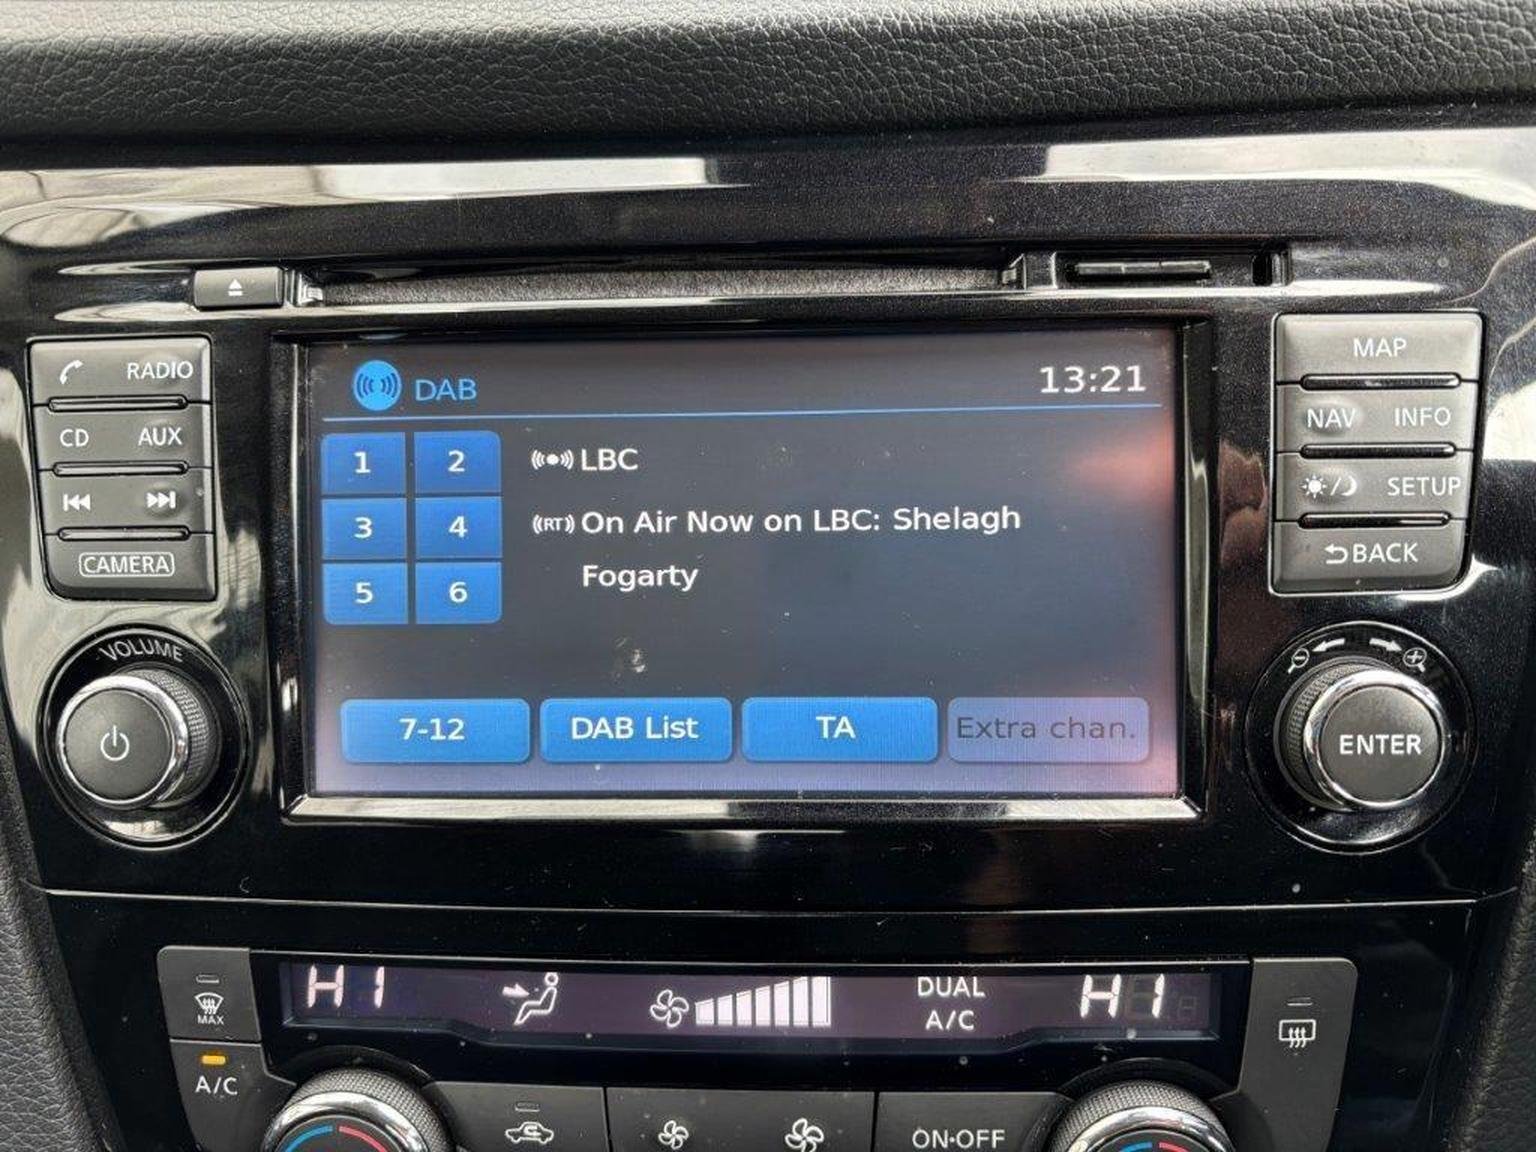 RADIO
CD AUX
CAMERA
VOLUME
DAB 13:21
1 2
3 4
5 6
LBC
(RT) On Air Now on LBC: Shelagh
Fogarty
7-12 DAB List TA Extra chan.
MAP
NAV INFO
SETUP
BACK
ENTER
MAX
A/C
HI
DUAL
A/C
HI
ON•OFF